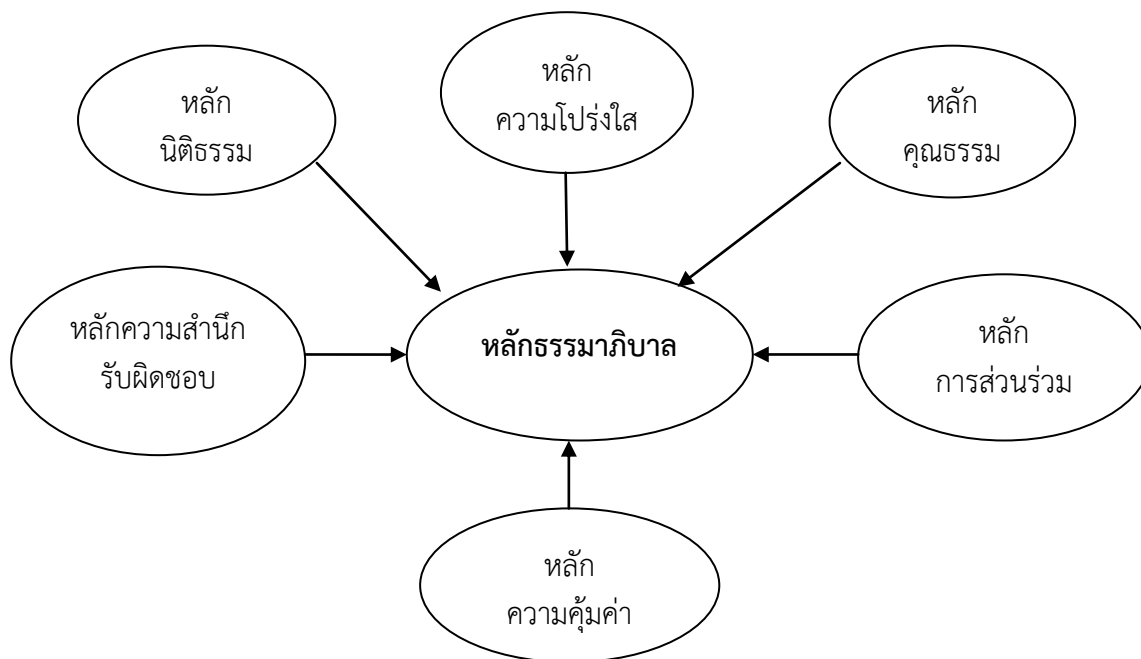 หลัก
นิติธรรม
หลัก
ความโปร่งใส
หลัก
คุณธรรม
หลักความสำนึก
รับผิดชอบ
หลักธรรมาภิบาล
หลัก
การส่วนร่วม
หลัก
ความคุ้มค่า